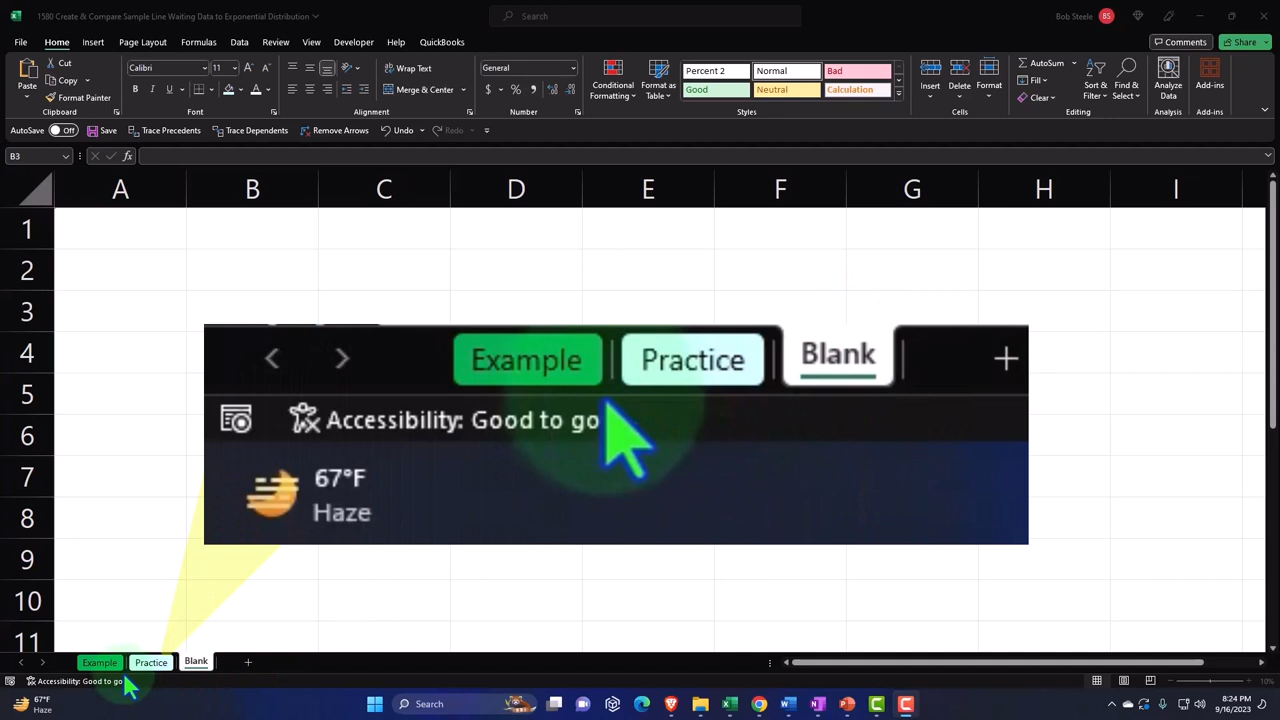 1580 Create & Compare Sample Line Waiting Data to Exponential Distribution
Search
Bob Steele BS
File Home Insert Page Layout Formulas Data Review View Developer Help QuickBooks
Comments Share
Paste
Cut
Copy
Format Painter
Clipboard
Calibri 11
B I U
Font
Wrap Text
Merge & Center
Alignment
General
$ %
Number
Conditional Formatting
Format as Table
Percent 2 Normal Bad
Good Neutral Calculation
Styles
Insert Delete Format
Cells
AutoSum
Fill
Clear
Sort & Filter
Find & Select
Editing
Analyze Data
Analysis
Add-ins
Add-ins
AutoSave Off Save Trace Precedents Trace Dependents Remove Arrows Undo Redo
B3 fx
A B C D E F G H I
1
2
3
4
5
6
7
8
9
10
11
Example Practice Blank
Accessibility: Good to go
67°F
Haze
Example Practice Blank
Accessibility: Good to go
10%
67°F
Haze
Search
8:24 PM
9/16/2023